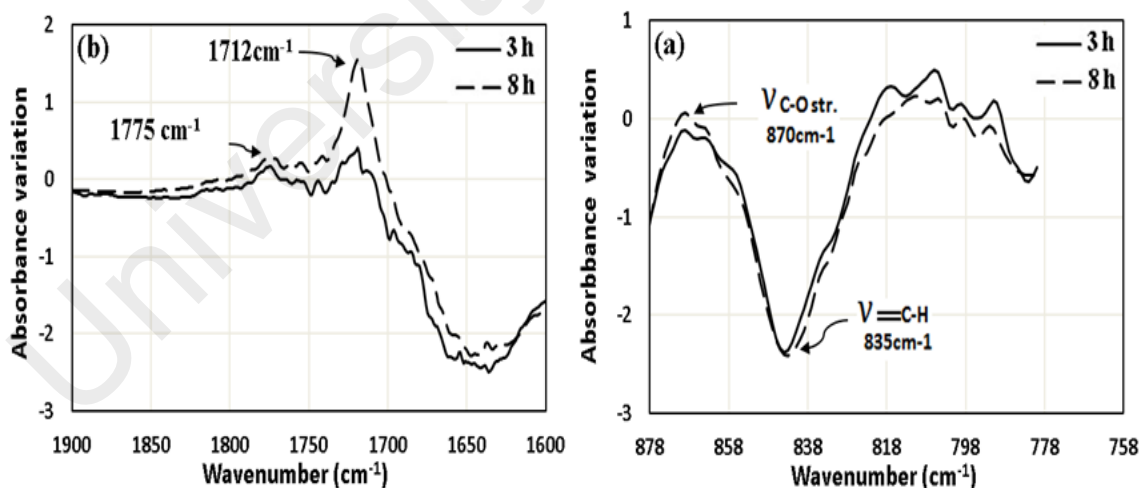 University
(b)
1712cm-1
1775 cm-1
3 h
8 h
2
1
0
-1
-2
-3
Absorbance variation
1900 1850 1800 1750 1700 1650 1600
Wavenumber (cm-1)
(a)
ν C-O str.
870cm-1
3 h
8 h
ν =C-H
835cm-1
1
0
-1
-2
-3
Absorbbance variation
878 858 838 818 798 778 758
Wavenumber (cm-1)